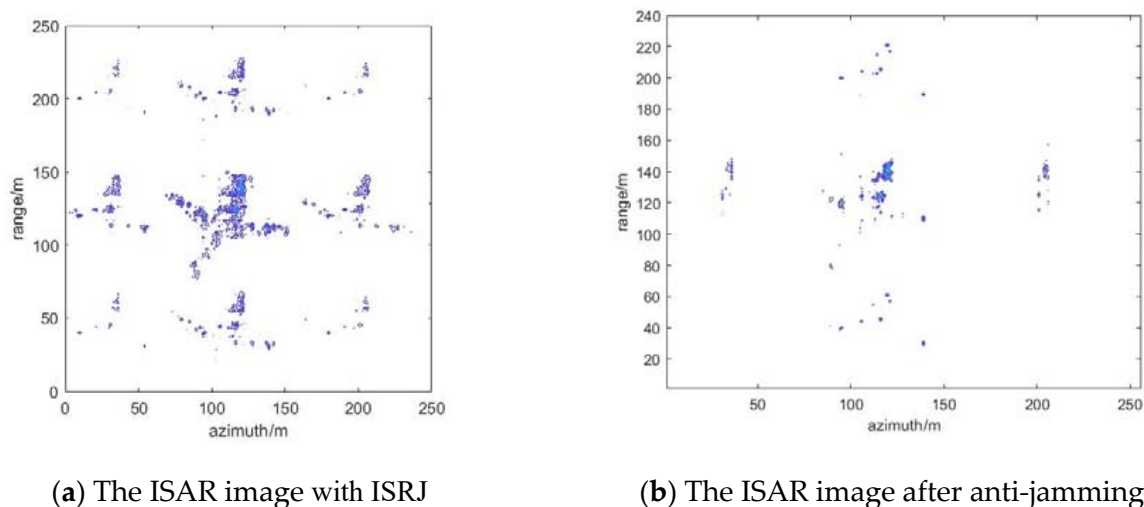 250
200
150
100
50
0
range/m
0 50 100 150 200 250
azimuth/m
240
220
200
180
160
140
120
100
80
60
40
20
range/m
50 100 150 200 250
azimuth/m
(a) The ISAR image with ISRJ
(b) The ISAR image after anti-jamming